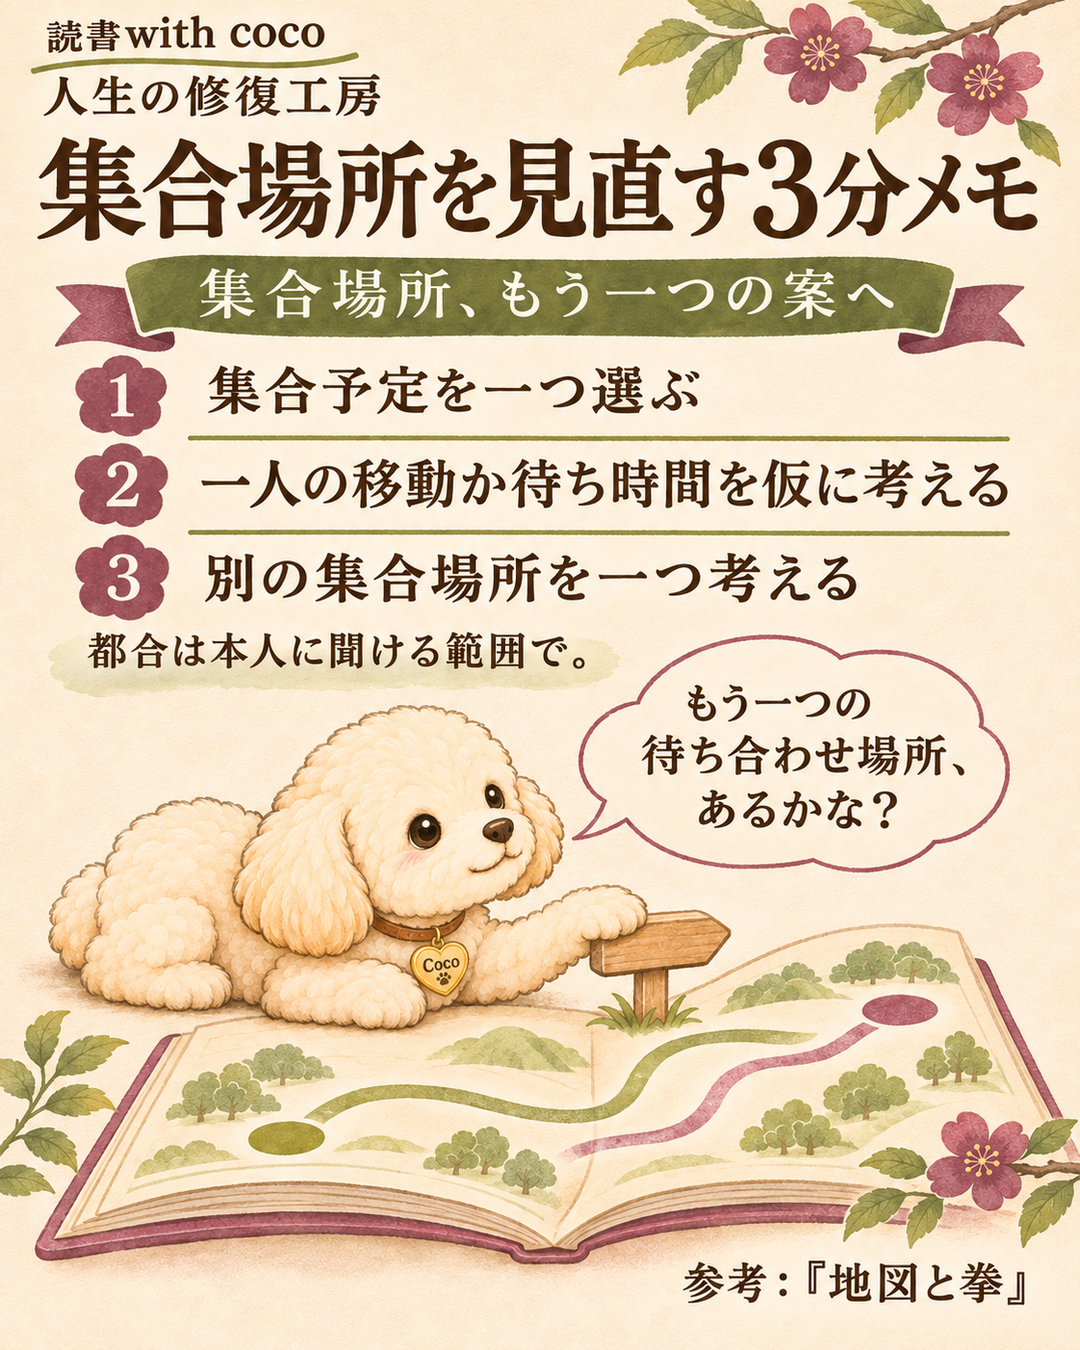 読書with coco
人生の修復工房
集合場所を見直す3分メモ
集合場所、もう一つの案へ
1 集合予定を一つ選ぶ
2 一人の移動か待ち時間を仮に考える
3 別の集合場所を一つ考える
都合は本人に聞ける範囲で。
もう一つの
待ち合わせ場所、
あるかな?
Coco
参考:『地図と拳』